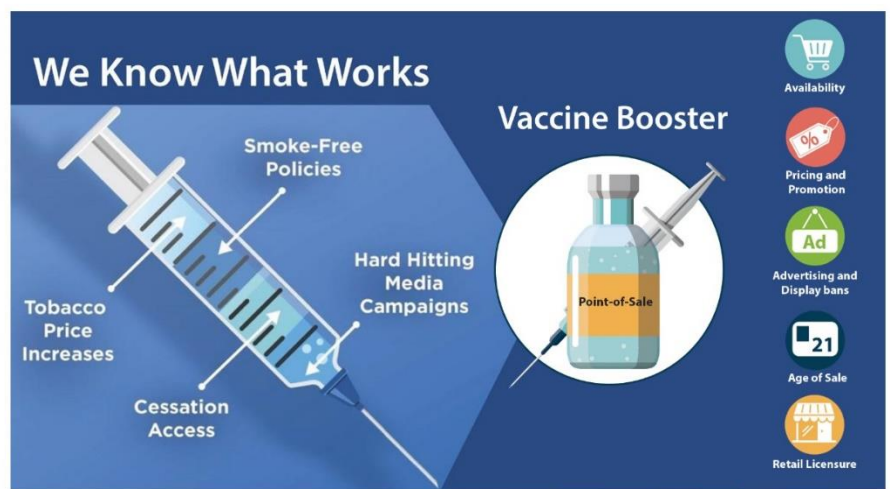 We Know What Works
Smoke-Free
Policies
Hard Hitting
Media
Campaigns
Tobacco
Price
Increases
Cessation
Access
Vaccine Booster
Point-of-Sale
Availability
%
Pricing and
Promotion
Ad
Advertising and
Display bans
21
Age of Sale
Retail Licensure